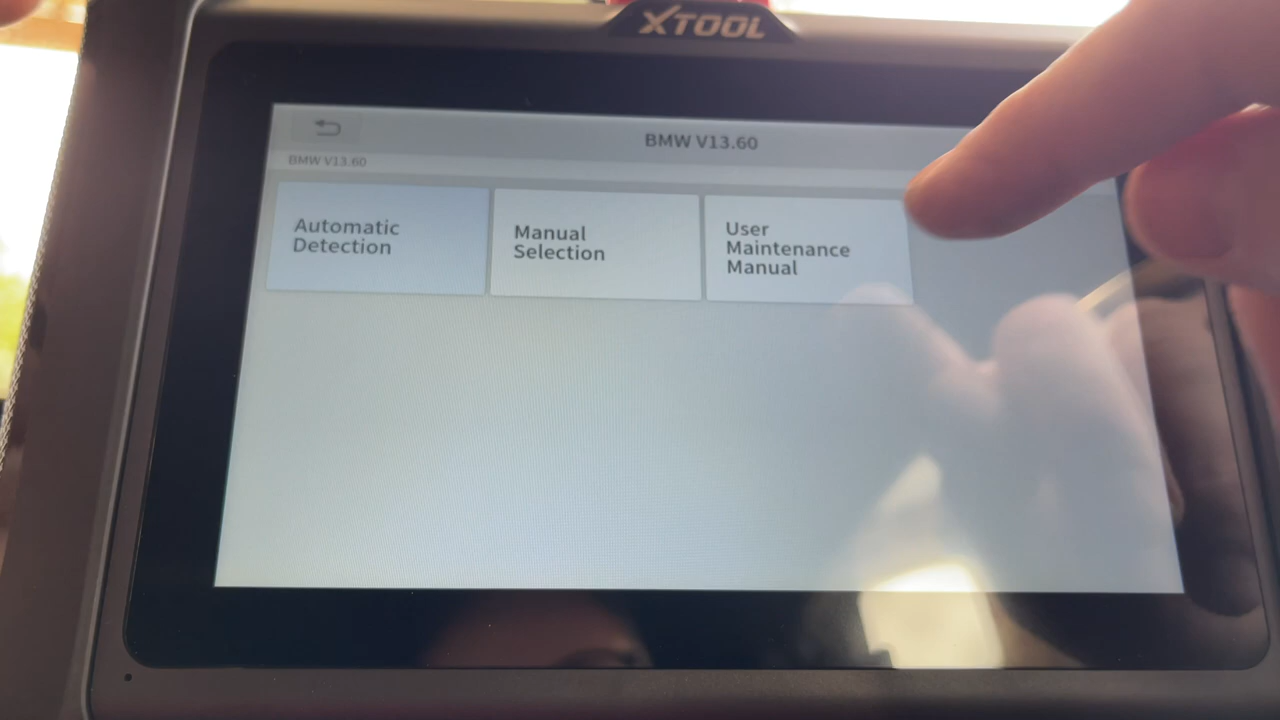 XTOOL
BMW V13.60
BMW V13.60
Automatic
Detection
Manual
Selection
User
Maintenance
Manual